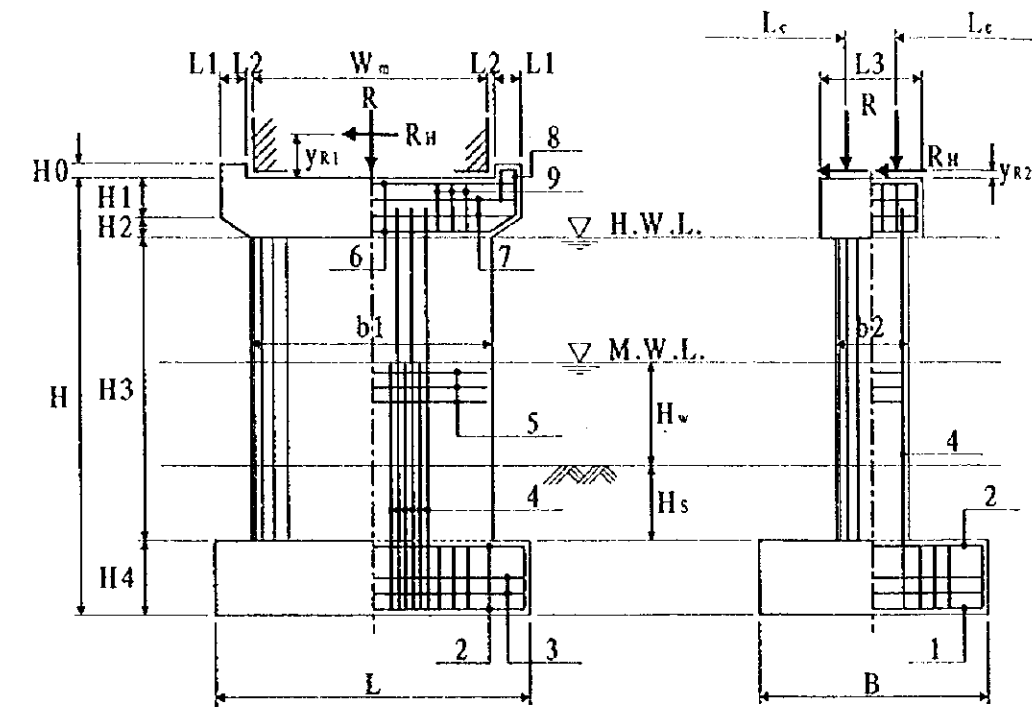 Lc Lc
L1 L2 Wm L2 L1 L3
R R
RH 8 RH
yR1 9 yR2
H0
H1
H2 H.W.L.
6 7
b1 b2
M.W.L.
H H3 Hw
5
4 4
Hs 2
H4
2 3 1
L B